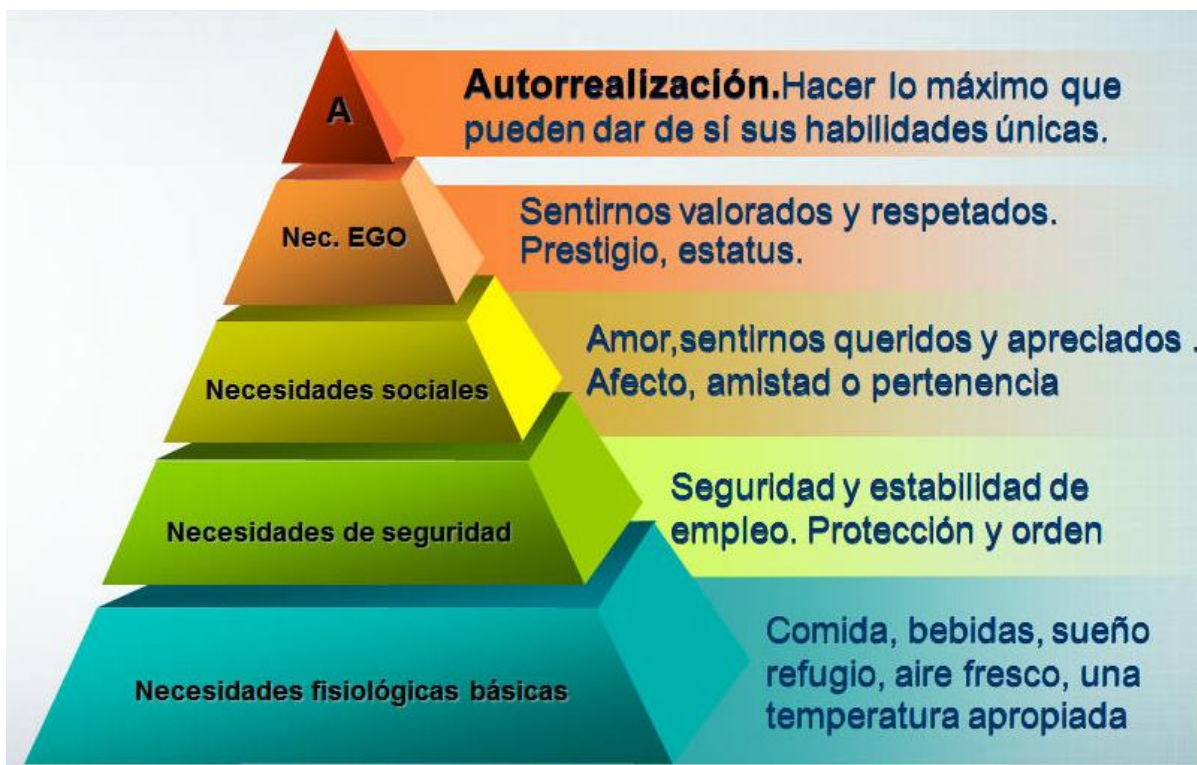 A
Autorrealización.Hacer lo máximo que
pueden dar de sí sus habilidades únicas.
Nec. EGO
Sentirnos valorados y respetados.
Prestigio, estatus.
Necesidades sociales
Amor,sentirnos queridos y apreciados .
Afecto, amistad o pertenencia
Necesidades de seguridad
Seguridad y estabilidad de
empleo. Protección y orden
Necesidades fisiológicas básicas
Comida, bebidas, sueño
refugio, aire fresco, una
temperatura apropiada